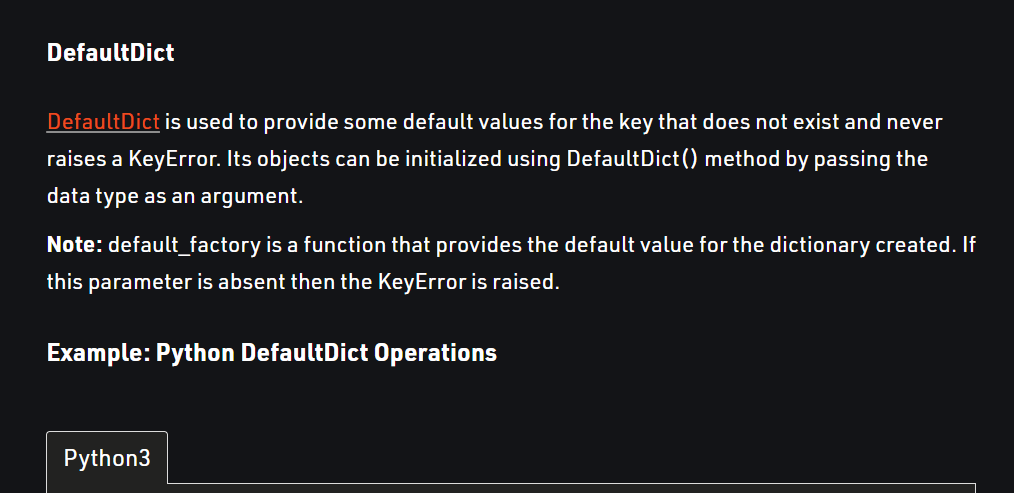 DefaultDict
DefaultDict is used to provide some default values for the key that does not exist and never
raises a KeyError. Its objects can be initialized using DefaultDict() method by passing the
data type as an argument.
Note: default_factory is a function that provides the default value for the dictionary created. If
this parameter is absent then the KeyError is raised.
Example: Python DefaultDict Operations
Python3